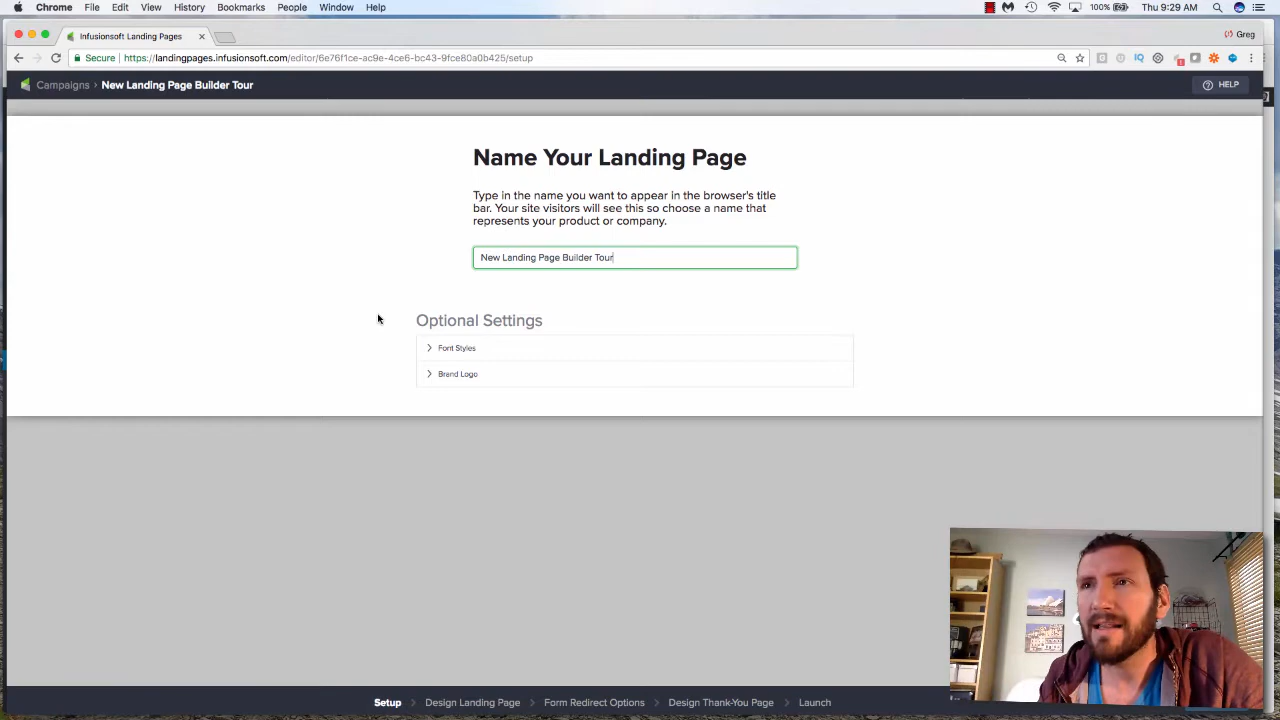 Chrome File Edit View History Bookmarks People Window Help
100% Thu 9:29 AM
Infusionsoft Landing Pages
Greg
Secure https://landingpages.infusionsoft.com/editor/6e76f1ce-ac9e-4ce6-bc43-9fce80a0b425/setup
Campaigns > New Landing Page Builder Tour
HELP
Name Your Landing Page
Type in the name you want to appear in the browser's title
bar. Your site visitors will see this so choose a name that
represents your product or company.
New Landing Page Builder Tour
Optional Settings
Font Styles
Brand Logo
Setup > Design Landing Page > Form Redirect Options > Design Thank-You Page > Launch